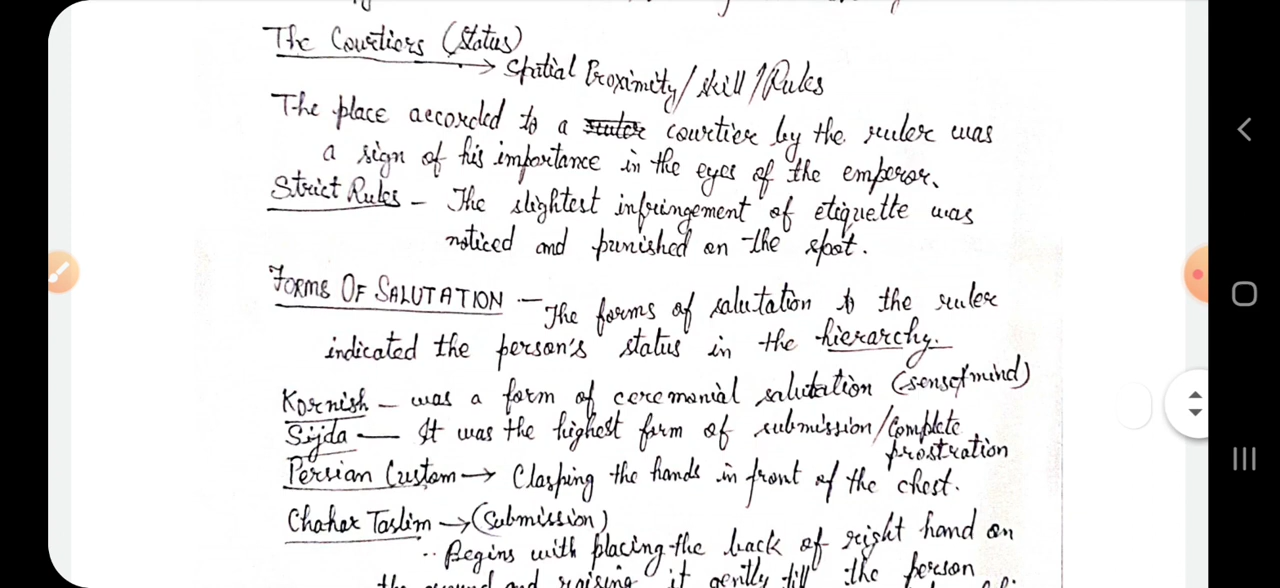 The Courtiers (Status)
→ Spatial Proximity/skill/Rules
The place accorded to a courtier by the ruler was
a sign of his importance in the eyes of the emperor.
Strict Rules - The slightest infringement of etiquette was
noticed and punished on the spot.
FORMS OF SALUTATION - The forms of salutation to the ruler
indicated the person's status in the hierarchy.
Kornish - was a form of ceremonial salutation (sense/mind)
Sijda - It was the highest form of submission/Complete
prostration
Persian Custom → Clasping the hands in front of the chest.
Chahar Taslim → (Submission)
.. Begins with placing the back of right hand on
the ground and raising it gently till the person